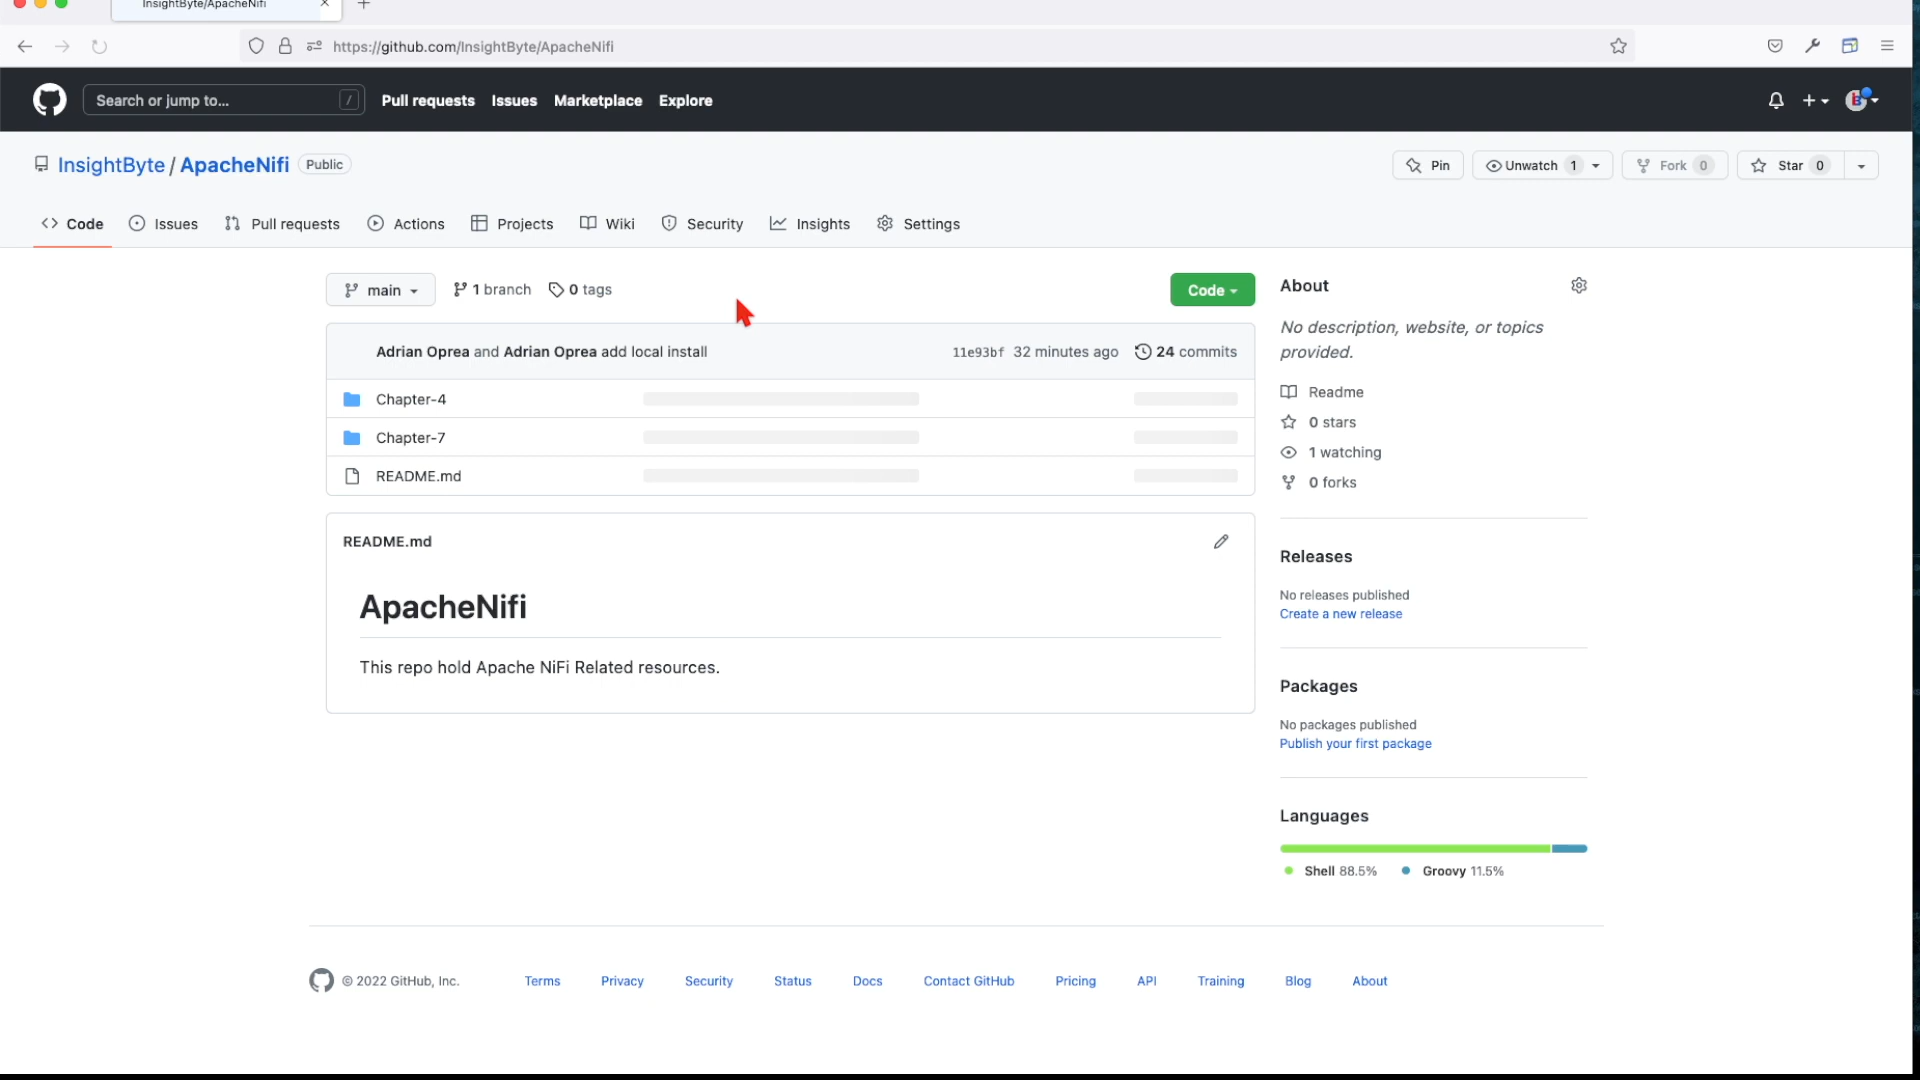 InsightByte/ApacheNifi
https://github.com/InsightByte/ApacheNifi
Search or jump to... / Pull requests Issues Marketplace Explore
InsightByte / ApacheNifi Public Pin Unwatch 1 Fork 0 Star 0
Code Issues Pull requests Actions Projects Wiki Security Insights Settings
main 1 branch 0 tags Code
Adrian Oprea and Adrian Oprea add local install 11e93bf 32 minutes ago 24 commits
Chapter-4
Chapter-7
README.md
README.md
ApacheNifi
This repo hold Apache NiFi Related resources.
About
No description, website, or topics
provided.
Readme
0 stars
1 watching
0 forks
Releases
No releases published
Create a new release
Packages
No packages published
Publish your first package
Languages
Shell 88.5% Groovy 11.5%
© 2022 GitHub, Inc. Terms Privacy Security Status Docs Contact GitHub Pricing API Training Blog About